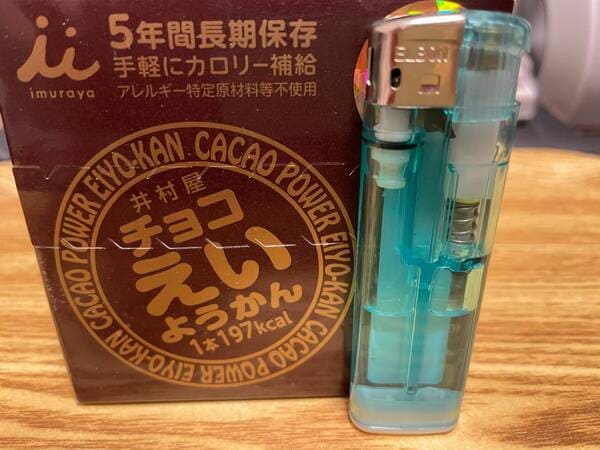 imuraya
5年間長期保存
手軽にカロリー補給
アレルギー特定原材料等不使用
CACAO POWER EIYO-KAN CACAO POWER EIYO-KAN CACAO POWER EIYO-KAN
井村屋
チョコ
えい
ようかん
1本197kcal